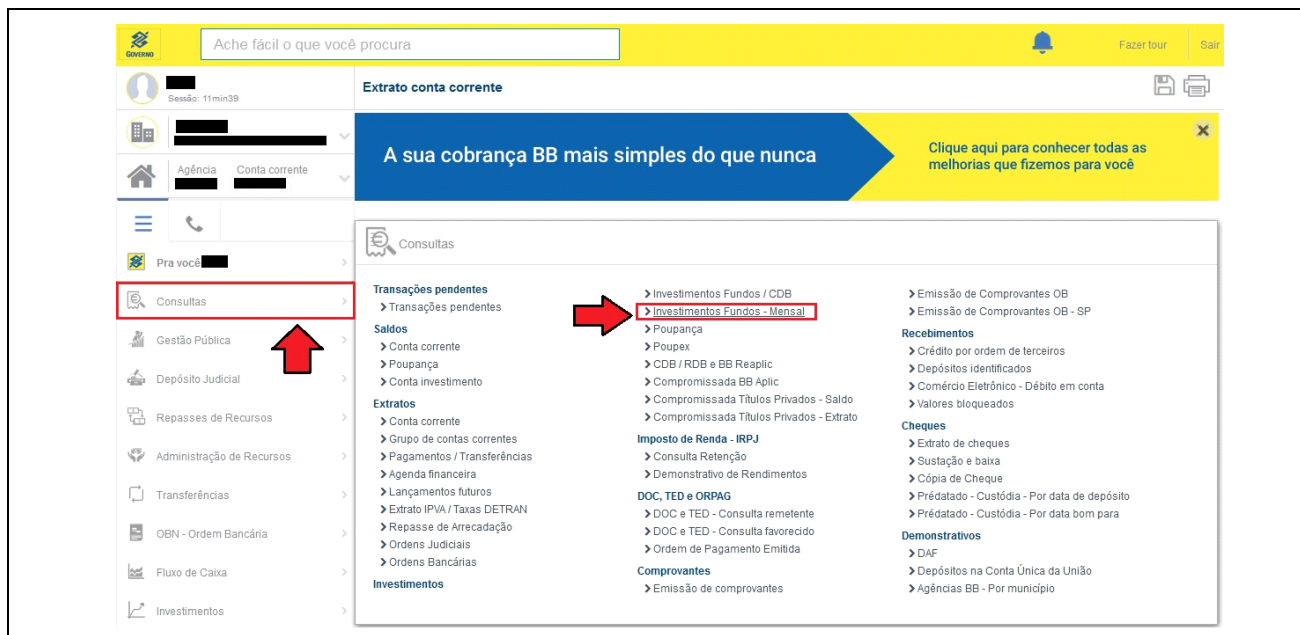 GOVERNO
Ache fácil o que você procura
Fazer tour
Sair
Sessão: 11min39
Extrato conta corrente
Agência Conta corrente
A sua cobrança BB mais simples do que nunca
Clique aqui para conhecer todas as
melhorias que fizemos para você
Pra você
Consultas
Gestão Pública
Depósito Judicial
Repasses de Recursos
Administração de Recursos
Transferências
OBN - Ordem Bancária
Fluxo de Caixa
Investimentos
Consultas
Transações pendentes
Transações pendentes
Saldos
Conta corrente
Poupança
Conta investimento
Extratos
Conta corrente
Grupo de contas correntes
Pagamentos / Transferências
Agenda financeira
Lançamentos futuros
Extrato IPVA / Taxas DETRAN
Repasse de Arrecadação
Ordens Judiciais
Ordens Bancárias
Investimentos
Investimentos Fundos / CDB
Investimentos Fundos - Mensal
Poupança
Poupex
CDB / RDB e BB Reaplic
Compromissada BB Aplic
Compromissada Títulos Privados - Saldo
Compromissada Títulos Privados - Extrato
Imposto de Renda - IRPJ
Consulta Retenção
Demonstrativo de Rendimentos
DOC, TED e ORPAG
DOC e TED - Consulta remetente
DOC e TED - Consulta favorecido
Ordem de Pagamento Emitida
Comprovantes
Emissão de comprovantes
Emissão de Comprovantes OB
Emissão de Comprovantes OB - SP
Recebimentos
Crédito por ordem de terceiros
Depósitos identificados
Comércio Eletrônico - Débito em conta
Valores bloqueados
Cheques
Extrato de cheques
Sustação e baixa
Cópia de Cheque
Prédatado - Custódia - Por data de depósito
Prédatado - Custódia - Por data bom para
Demonstrativos
DAF
Depósitos na Conta Única da União
Agências BB - Por município